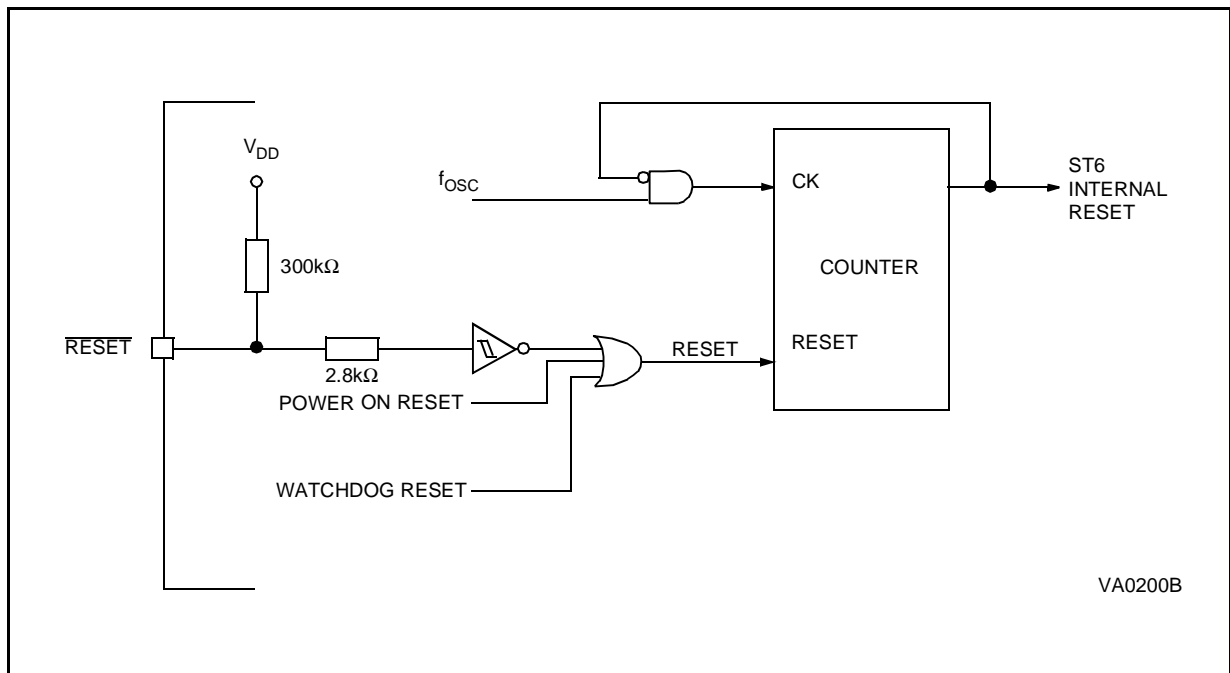 V_DD
f_OSC
CK
ST6
INTERNAL
RESET
300kΩ
COUNTER
RESET
RESET
RESET
2.8kΩ
POWER ON RESET
WATCHDOG RESET
VA0200B